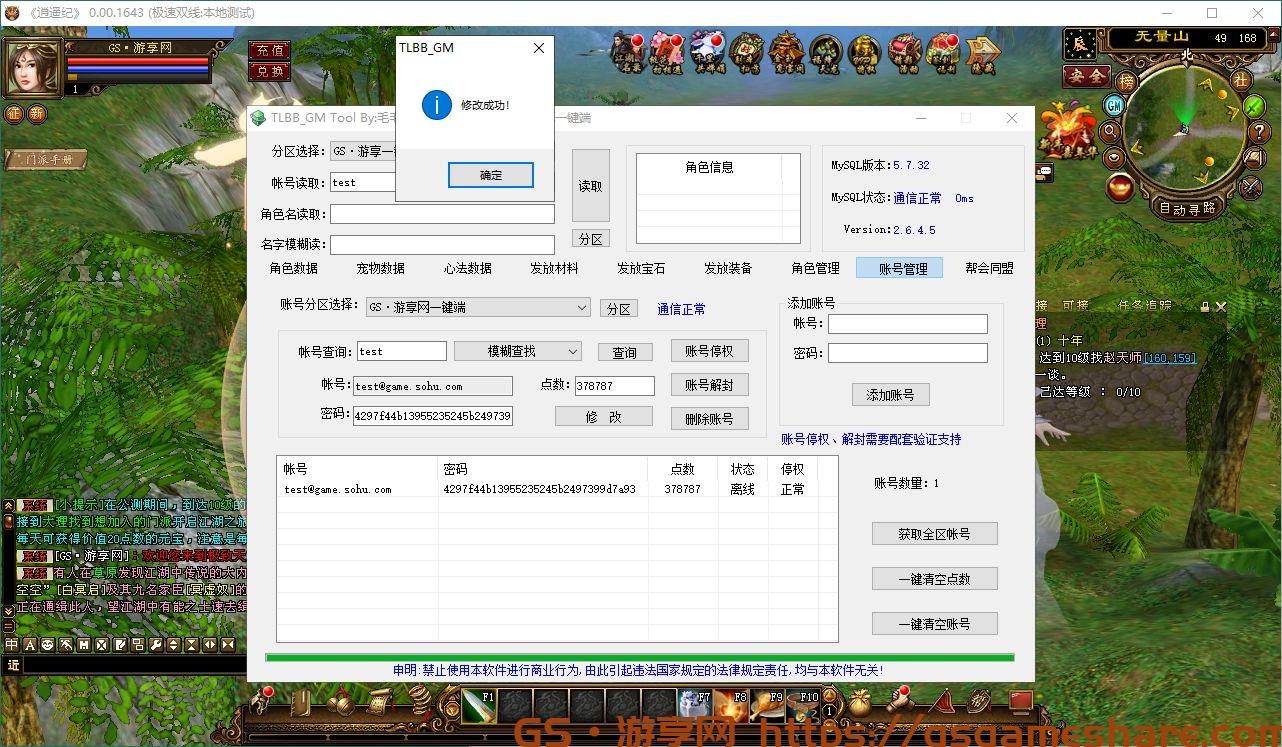 《逍遥纪》 0.00.1643 (极速双线:本地测试)
GS·游享网
1
充值
兑换
征 新
门派手册
无量山 49 168
辰
安全
榜
社
GM
自动寻路
TLBB_GM
修改成功!
确定
TLBB_GM Tool By:毛
一键端
分区选择: GS·游享网一
帐号读取: test
角色名读取:
名字模糊读:
读取
分区
角色信息
MySQL版本:5.7.32
MySQL状态:通信正常 0ms
Version:2.6.4.5
角色数据 宠物数据 心法数据 发放材料 发放宝石 发放装备 角色管理 账号管理 帮会同盟
账号分区选择: GS·游享网一键端 分区 通信正常
帐号查询: test 模糊查找 查询 账号停权
帐号: test@game.sohu.com 点数: 378787 账号解封
密码: 4297f44b13955235245b249739 修 改 删除账号
添加账号
帐号:
密码:
添加账号
账号停权、解封需要配套验证支持
帐号 密码 点数 状态 停权
test@game.sohu.com 4297f44b13955235245b2497399d7a93 378787 离线 正常
账号数量:1
获取全区账号
一键清空点数
一键清空账号
申明:禁止使用本软件进行商业行为,由此引起违法国家规定的法律规定责任,均与本软件无关!
接 可接 任务追踪
理
(1) 十年
达到10级找赵天师[160,159]
一谈。
已达等级 : 0/10
系统 [小提示]在公测期间,到达10级的
接到大理找到想加入的门派开启江湖之旅
每天可获得价值20点数的元宝,注意是每
系统 [GS·游享网]:欢迎您来到极致天
系统 有人在草原发现江湖中传说的大内
空空”[白冥启]及其九名家臣[冥虚奴]的
正在通缉此人,望江湖中有能之士速去缉
近
F1 F7 F8 F9 F10
1
GS·游享网 https://gsgameshare.com